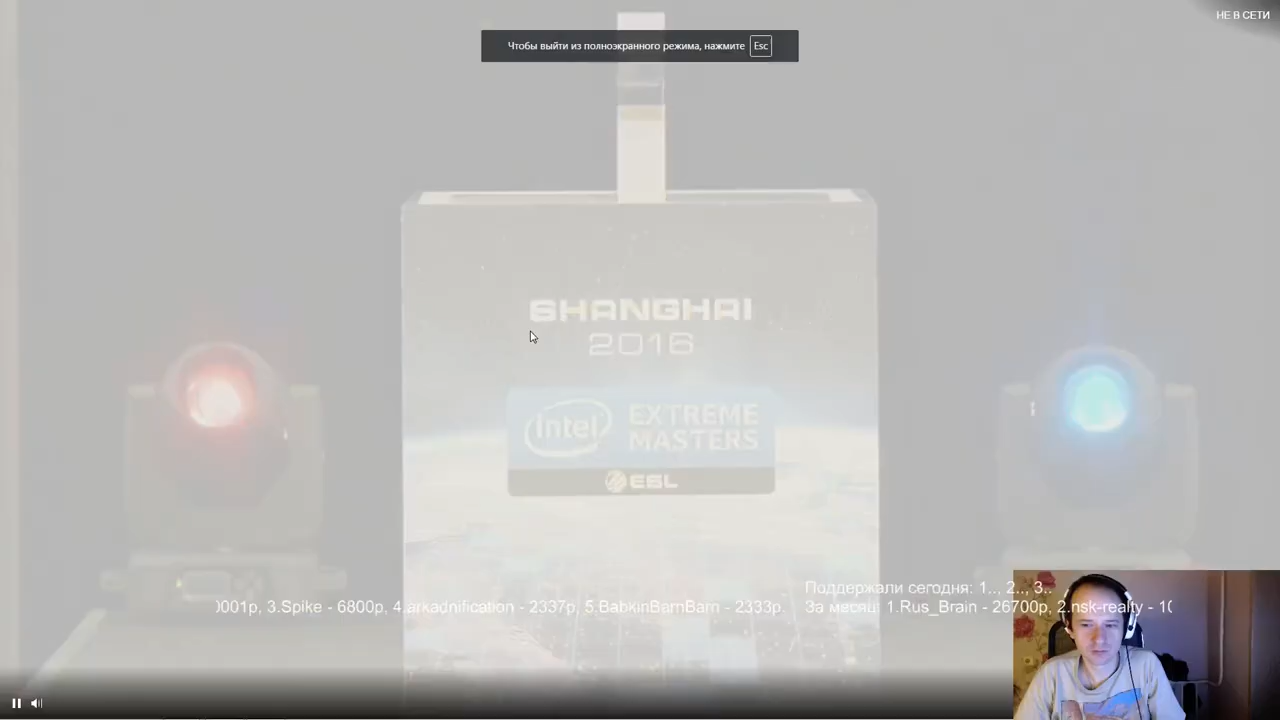 НЕ В СЕТИ
Чтобы выйти из полноэкранного режима, нажмите Esc
SHANGHAI
2016
intel EXTREME
MASTERS
ESL
Поддержали сегодня: 1.., 2.., 3..
)001р, 3.Spike - 6800р, 4.arkadnification - 2337р, 5.BabkinBarnBarn - 2333р. За месяц: 1.Rus_Brain - 26700р, 2.nsk-realty - 10